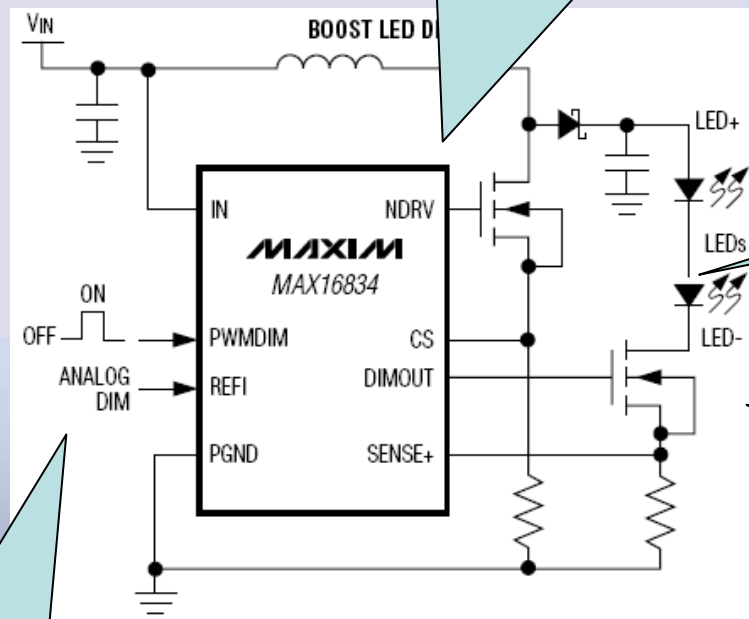 VIN
BOOST LED D
LED+
IN
NDRV
MAXIM
MAX16834
LEDs
ON
OFF
PWMDIM
CS
LED-
ANALOG
DIM
REFI
DIMOUT
PGND
SENSE+